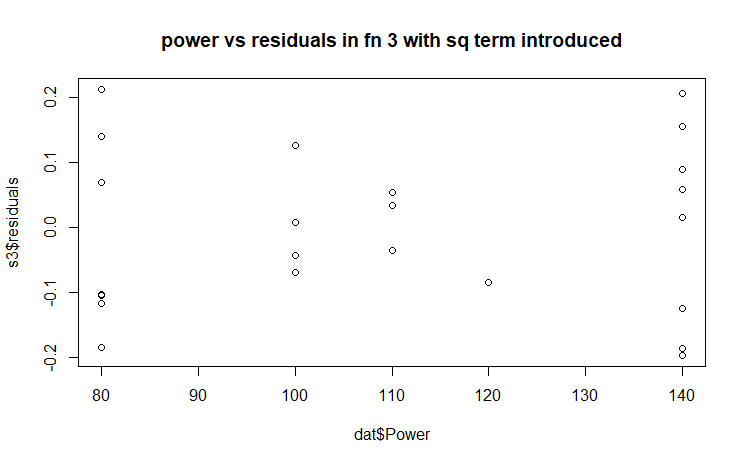 power vs residuals in fn 3 with sq term introduced
s3$residuals
0.2
0.1
0.0
-0.1
-0.2
80 90 100 110 120 130 140
dat$Power